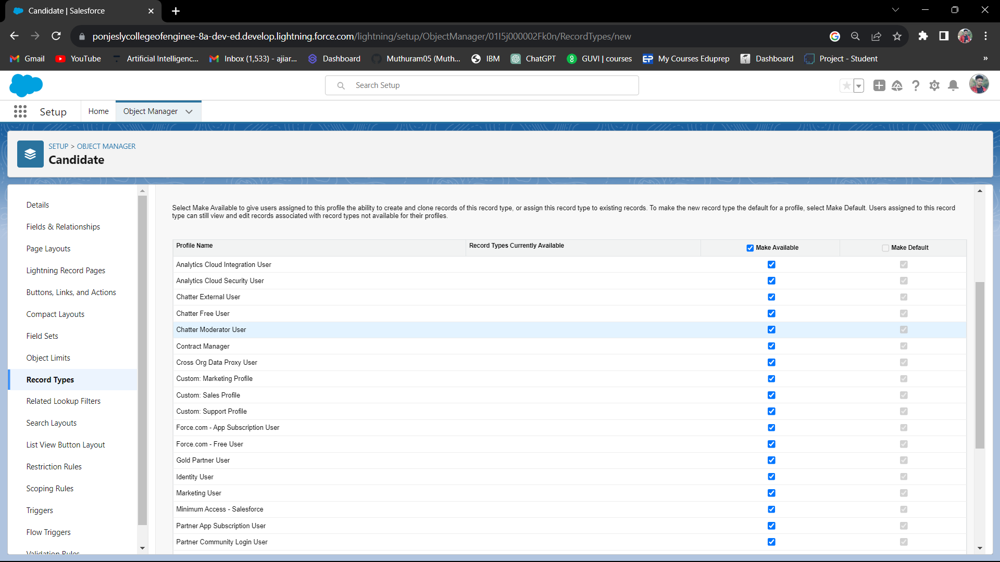 Candidate | Salesforce
ponjeslycollegeofenginee-8a-dev-ed.develop.lightning.force.com/lightning/setup/ObjectManager/01I5j000002Fk0n/RecordTypes/new
Gmail YouTube Artificial Intelligenc... Inbox (1,533) - ajiar... Dashboard Muthuram05 (Muth... IBM ChatGPT GUVI | courses EP My Courses Eduprep Dashboard Project - Student »
Search Setup
Setup Home Object Manager
SETUP > OBJECT MANAGER
Candidate
Details
Fields & Relationships
Page Layouts
Lightning Record Pages
Buttons, Links, and Actions
Compact Layouts
Field Sets
Object Limits
Record Types
Related Lookup Filters
Search Layouts
List View Button Layout
Restriction Rules
Scoping Rules
Triggers
Flow Triggers
Validation Rules
Select Make Available to give users assigned to this profile the ability to create and clone records of this record type, or assign this record type to existing records. To make the new record type the default for a profile, select Make Default. Users assigned to this record
type can still view and edit records associated with record types not available for their profiles.
Profile Name Record Types Currently Available Make Available Make Default
Analytics Cloud Integration User
Analytics Cloud Security User
Chatter External User
Chatter Free User
Chatter Moderator User
Contract Manager
Cross Org Data Proxy User
Custom: Marketing Profile
Custom: Sales Profile
Custom: Support Profile
Force.com - App Subscription User
Force.com - Free User
Gold Partner User
Identity User
Marketing User
Minimum Access - Salesforce
Partner App Subscription User
Partner Community Login User